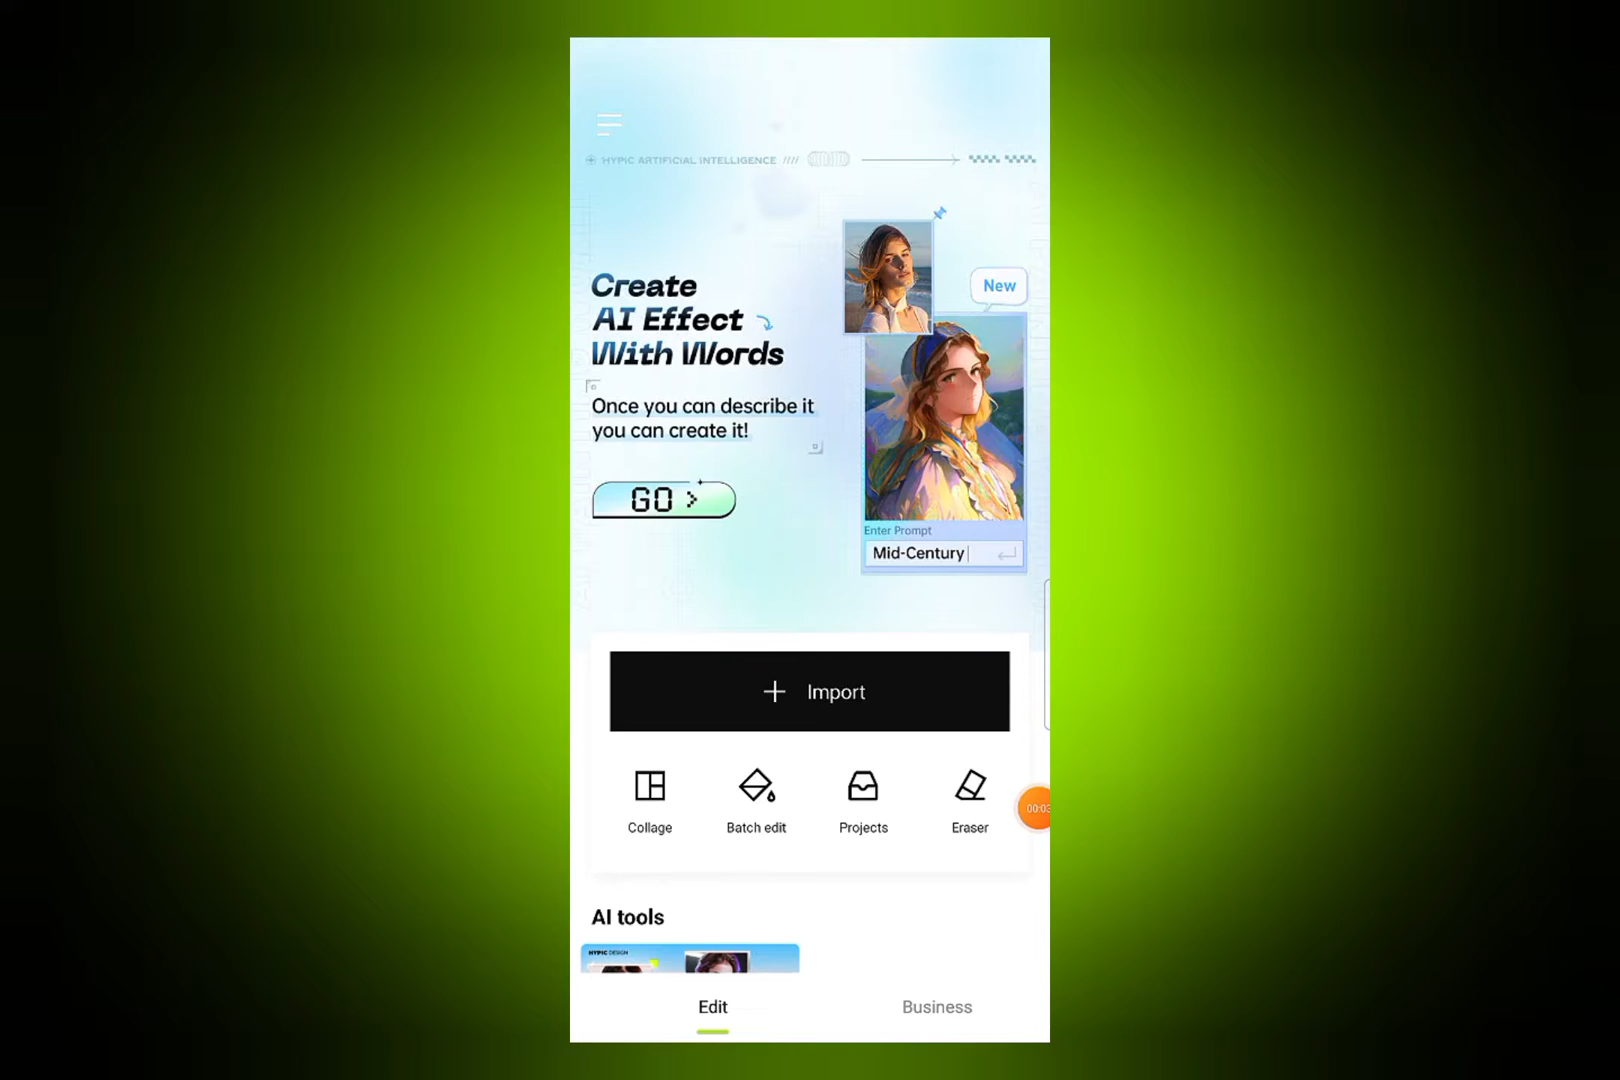 HYPIC ARTIFICIAL INTELLIGENCE ////
Create
AI Effect
With Words
New
Once you can describe it
you can create it!
GO >
Enter Prompt
Mid-Century
Import
Collage
Batch edit
Projects
Eraser
AI tools
HYPIC DESIGN
Edit
Business